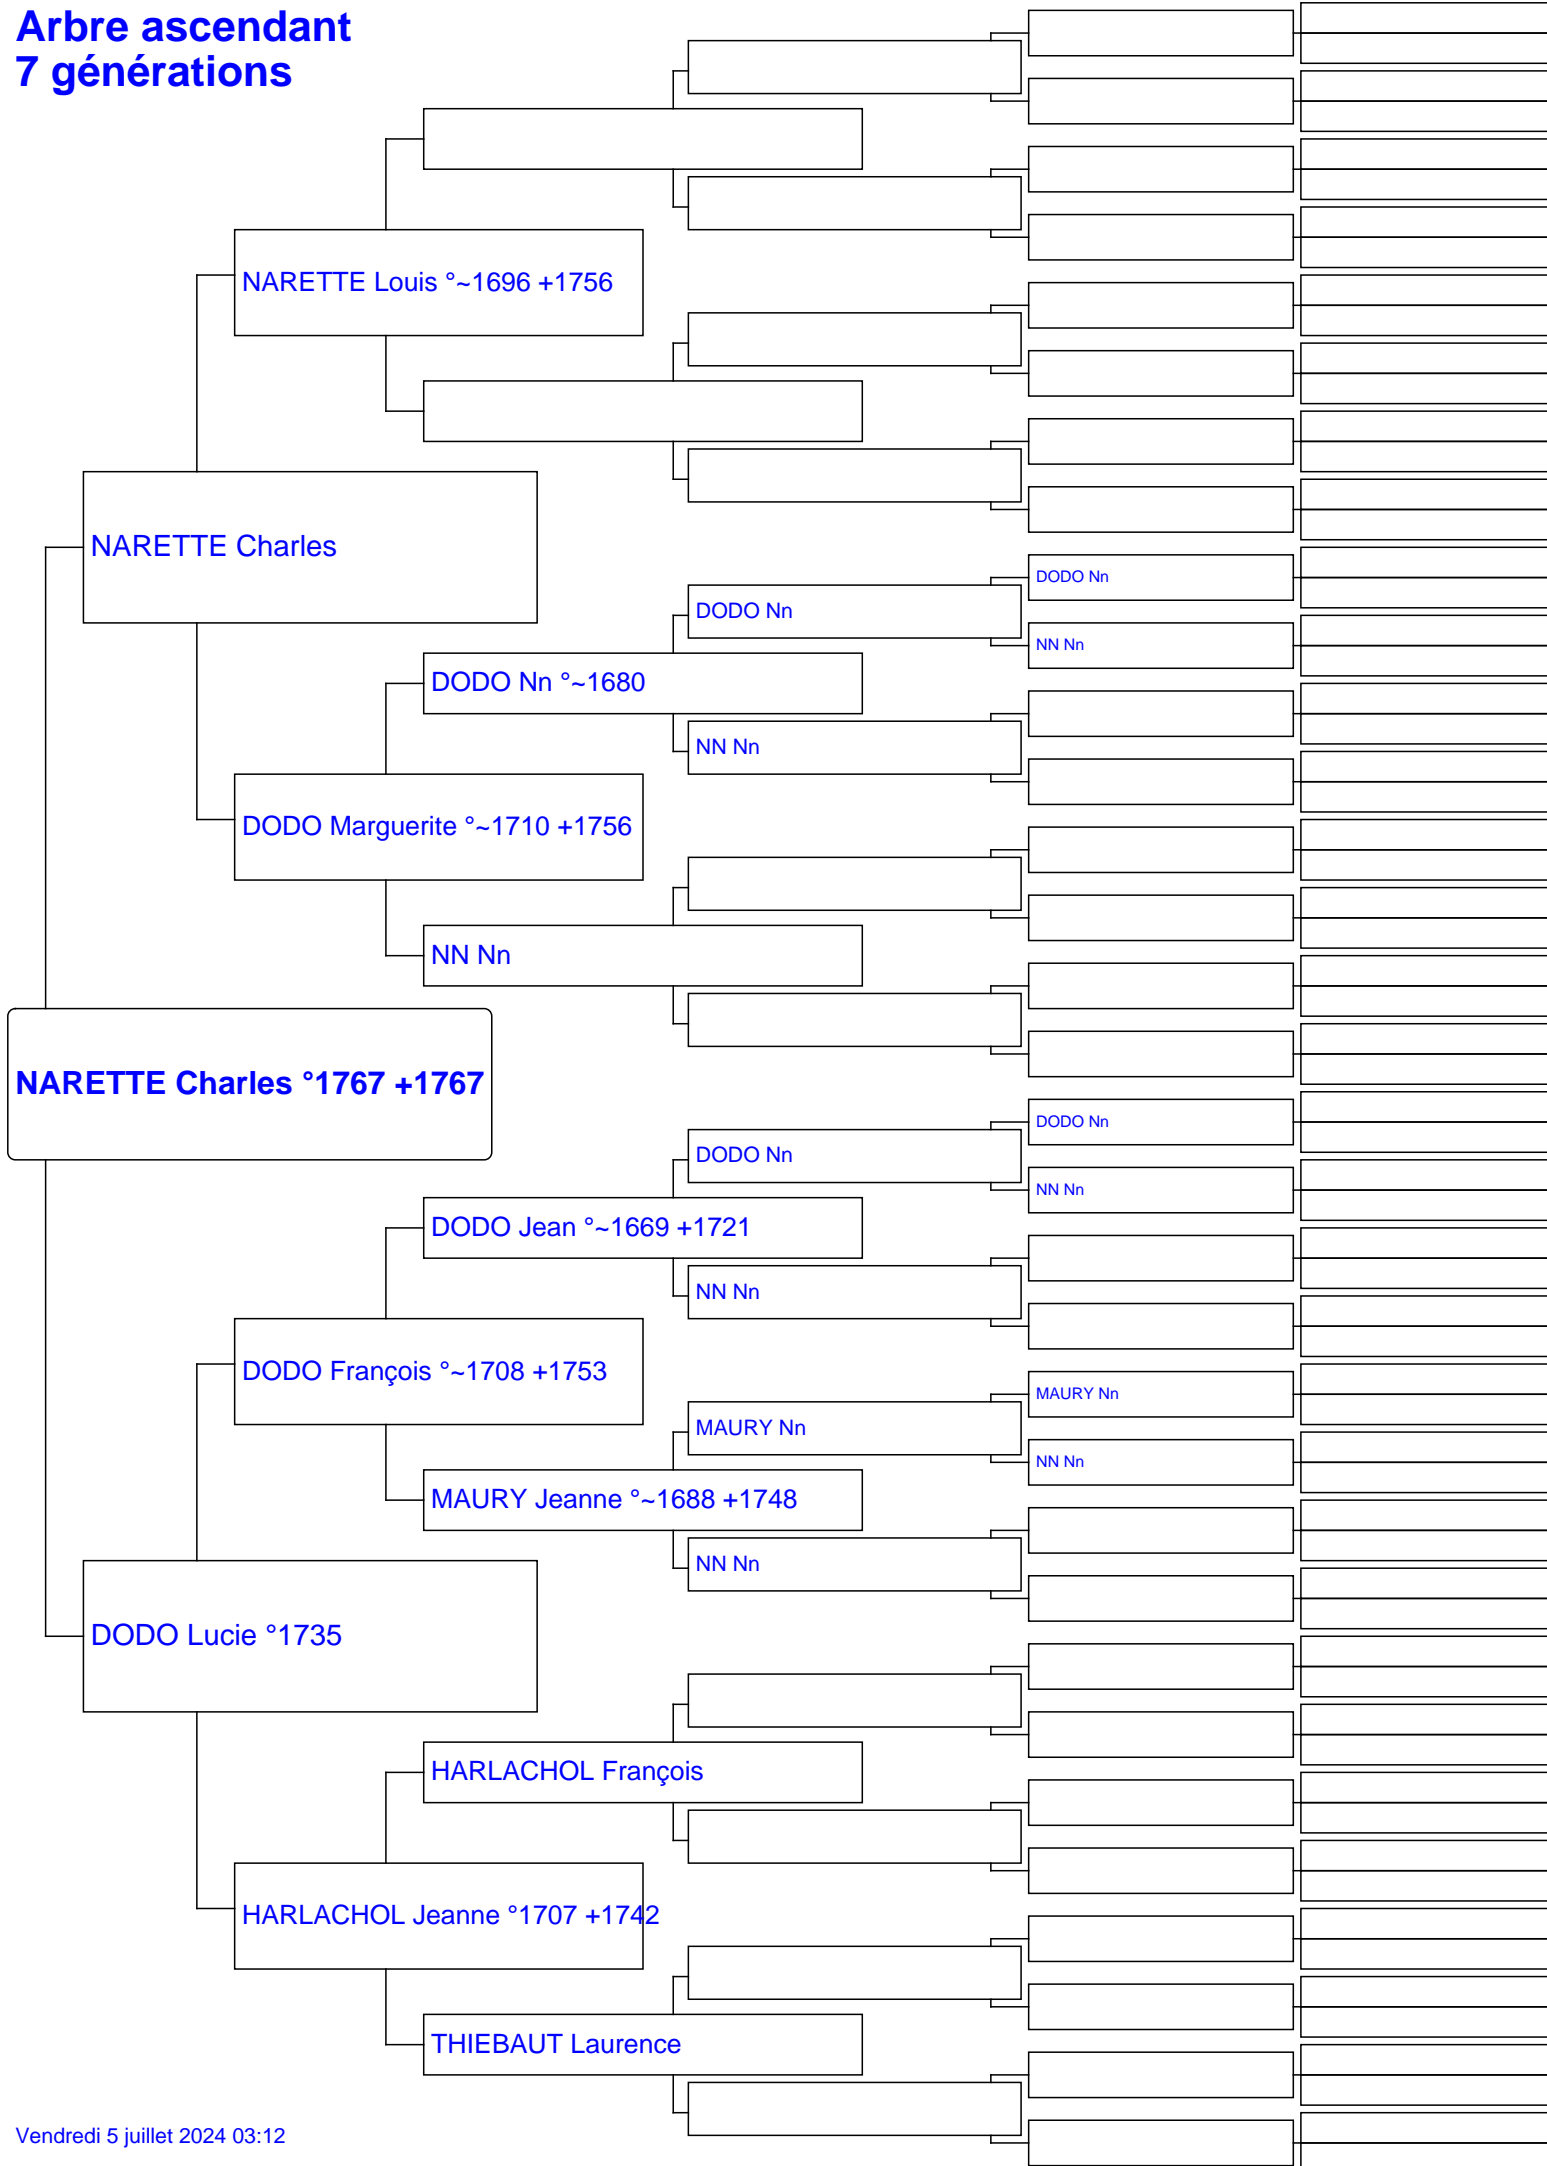 Arbre ascendant
7 générations
NARETTE Louis °~1696 +1756
NARETTE Charles
DODO Nn
DODO Nn
NN Nn
DODO Nn °~1680
NN Nn
DODO Marguerite °~1710 +1756
NN Nn
NARETTE Charles °1767 +1767
DODO Nn
DODO Nn
NN Nn
DODO Jean °~1669 +1721
NN Nn
DODO François °~1708 +1753
MAURY Nn
MAURY Nn
NN Nn
MAURY Jeanne °~1688 +1748
NN Nn
DODO Lucie °1735
HARLACHOL François
HARLACHOL Jeanne °1707 +1742
THIEBAUT Laurence
Vendredi 5 juillet 2024 03:12